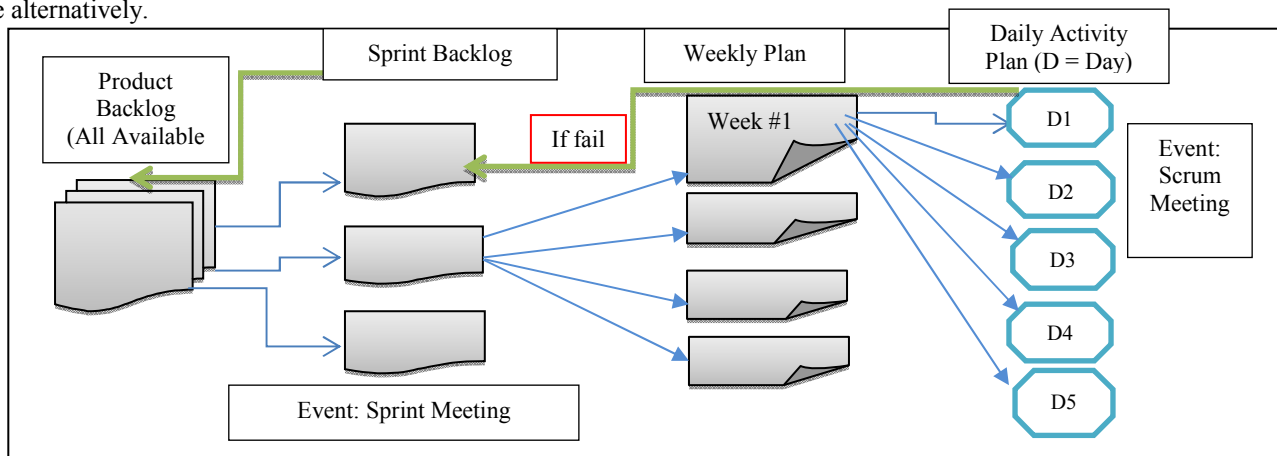 e alternatively.
Product
Backlog
(All Available
Sprint Backlog
Weekly Plan
Daily Activity
Plan (D = Day)
If fail
Week #1
D1
D2
D3
D4
D5
Event:
Scrum
Meeting
Event: Sprint Meeting